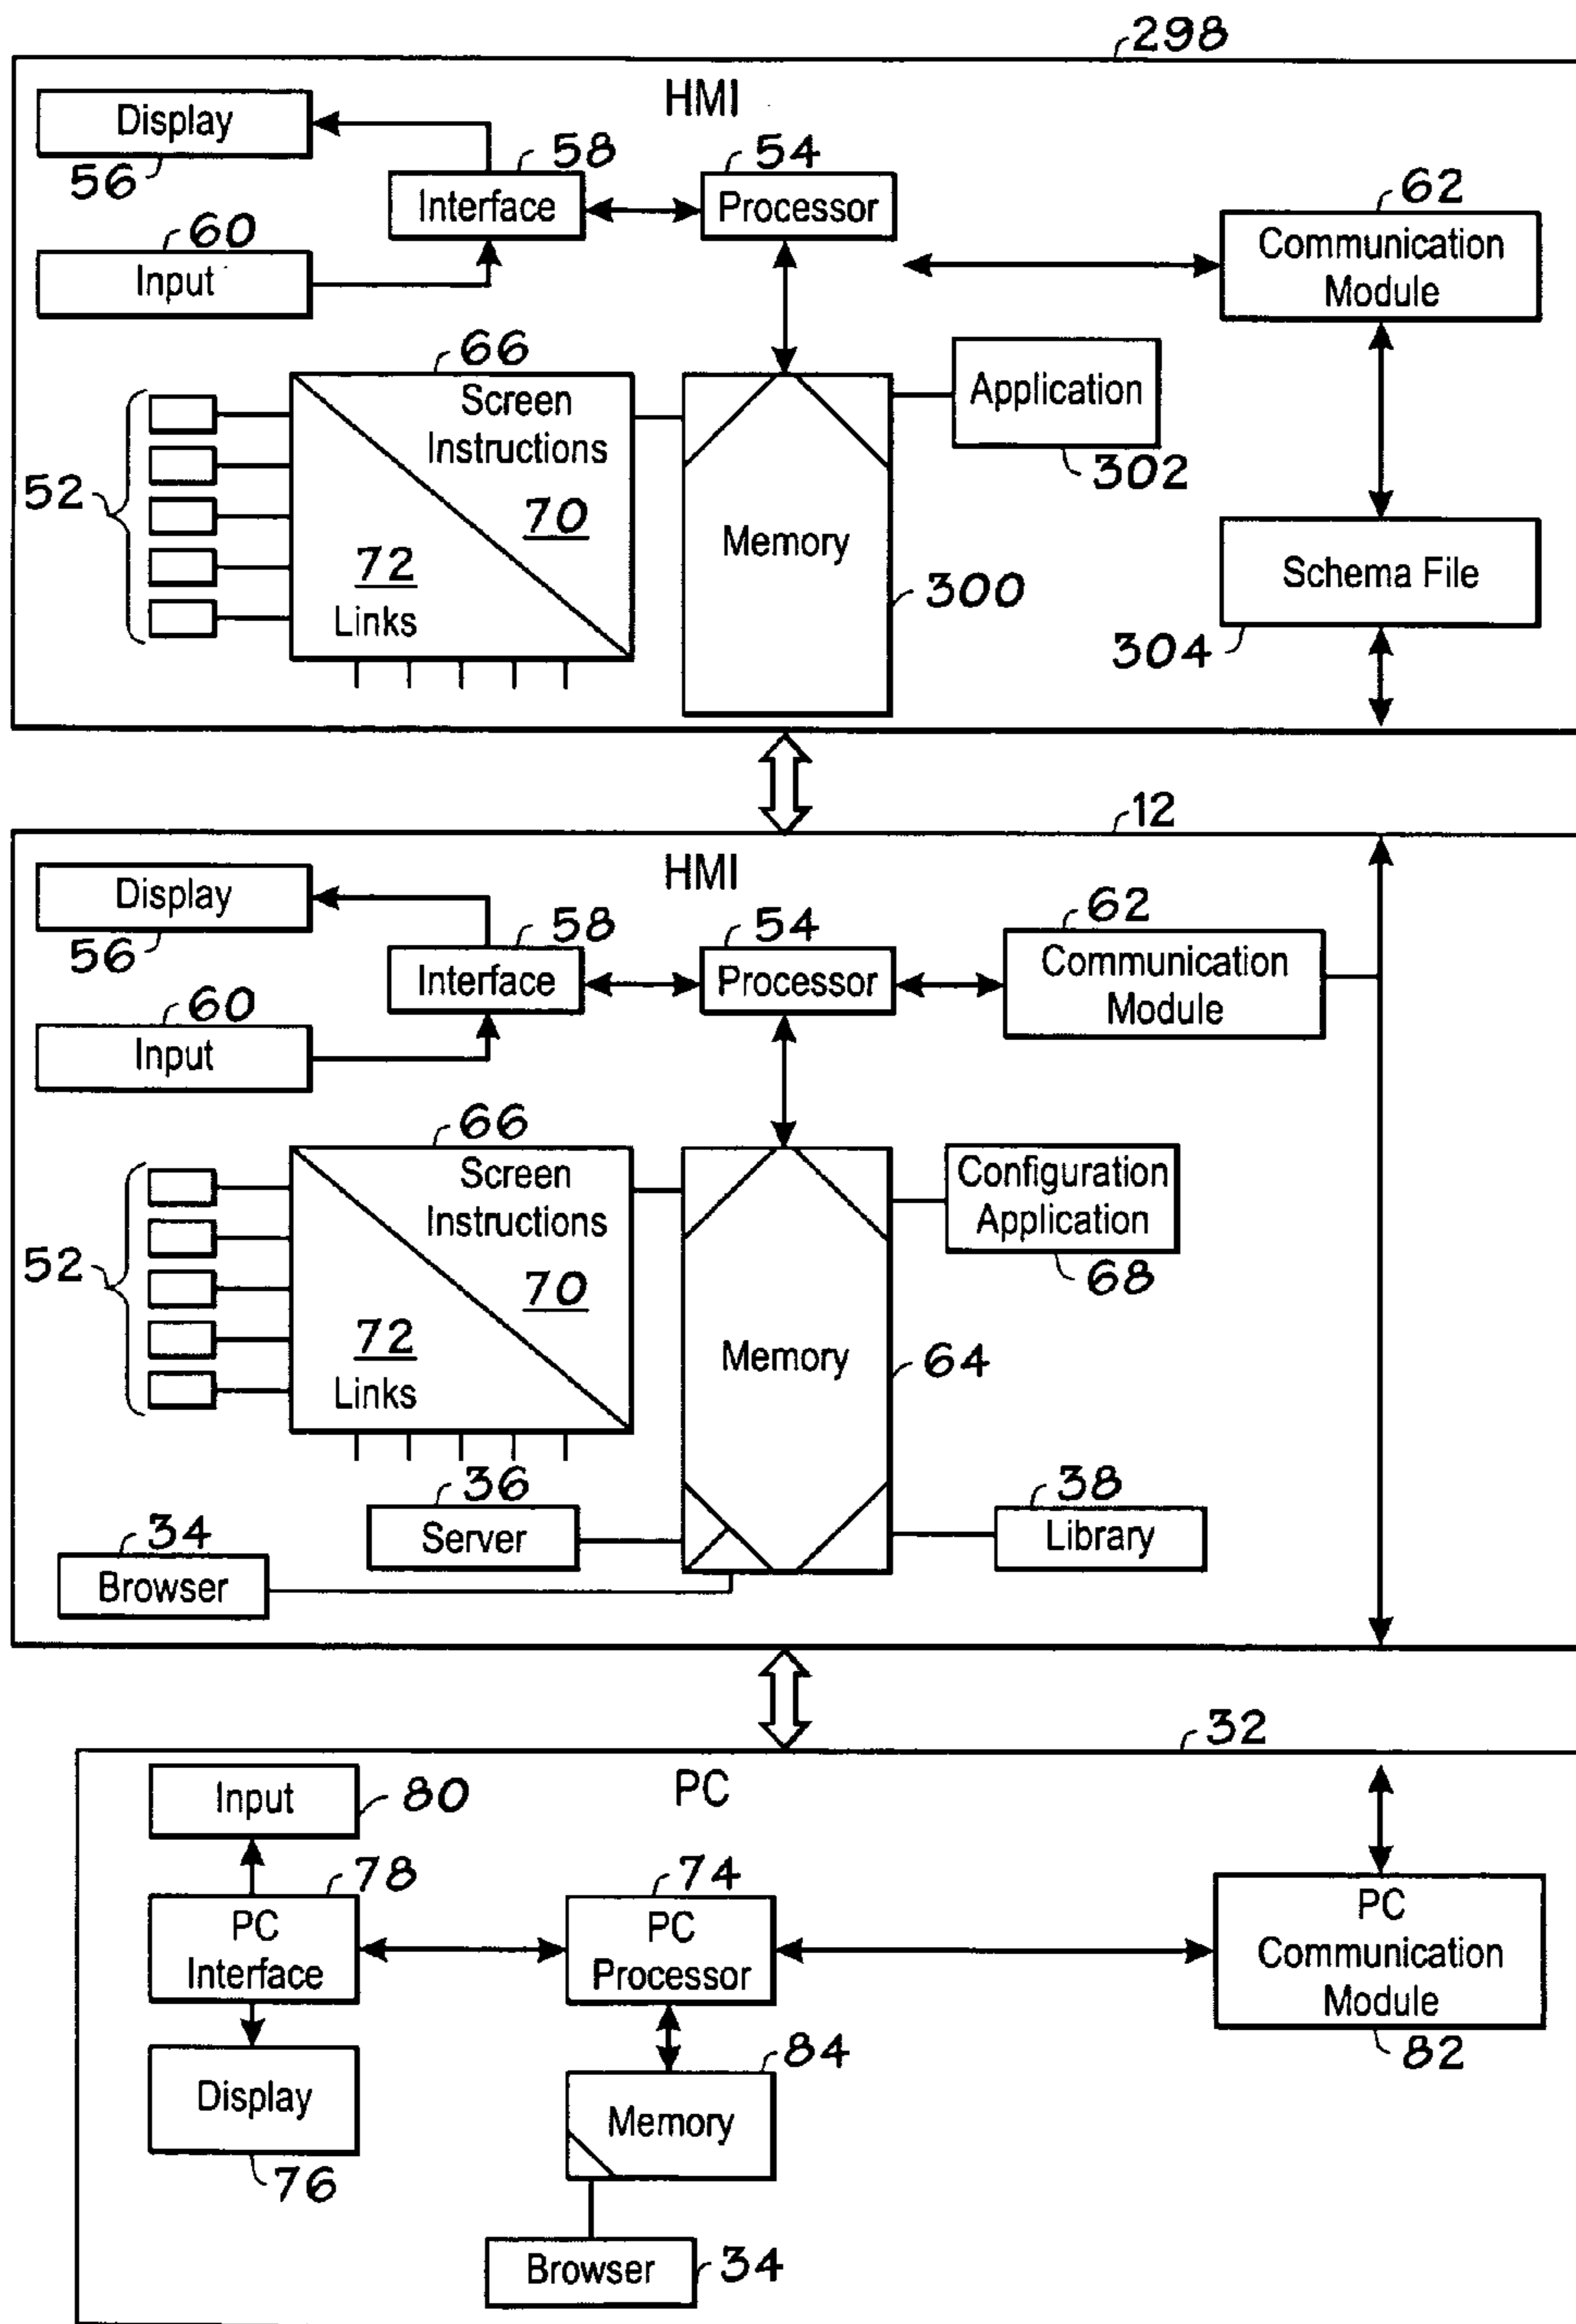 298
HMI
Display
56
58
Interface
54
Processor
60
Input
62
Communication
Module
66
Screen
Instructions
70
72
Links
52
Memory
300
Application
302
Schema File
304
12
HMI
Display
56
58
Interface
54
Processor
62
Communication
Module
60
Input
66
Screen
Instructions
70
72
Links
52
Memory
64
Configuration
Application
68
36
Server
38
Library
34
Browser
32
PC
Input
80
78
PC
Interface
74
PC
Processor
PC
Communication
Module
82
Display
76
84
Memory
Browser
34